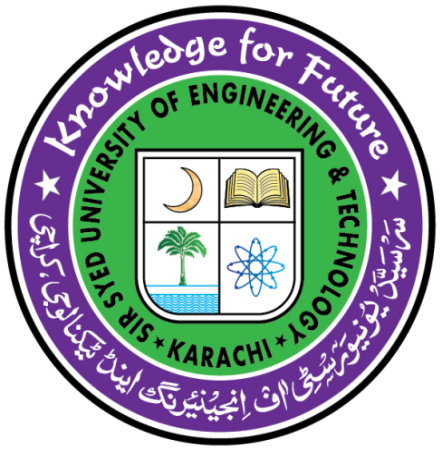 Knowledge for Future
SIR SYED UNIVERSITY OF ENGINEERING & TECHNOLOGY
KARACHI
سرسید یونیورسٹی آف انجینئرنگ اینڈ ٹیکنالوجی، کراچی